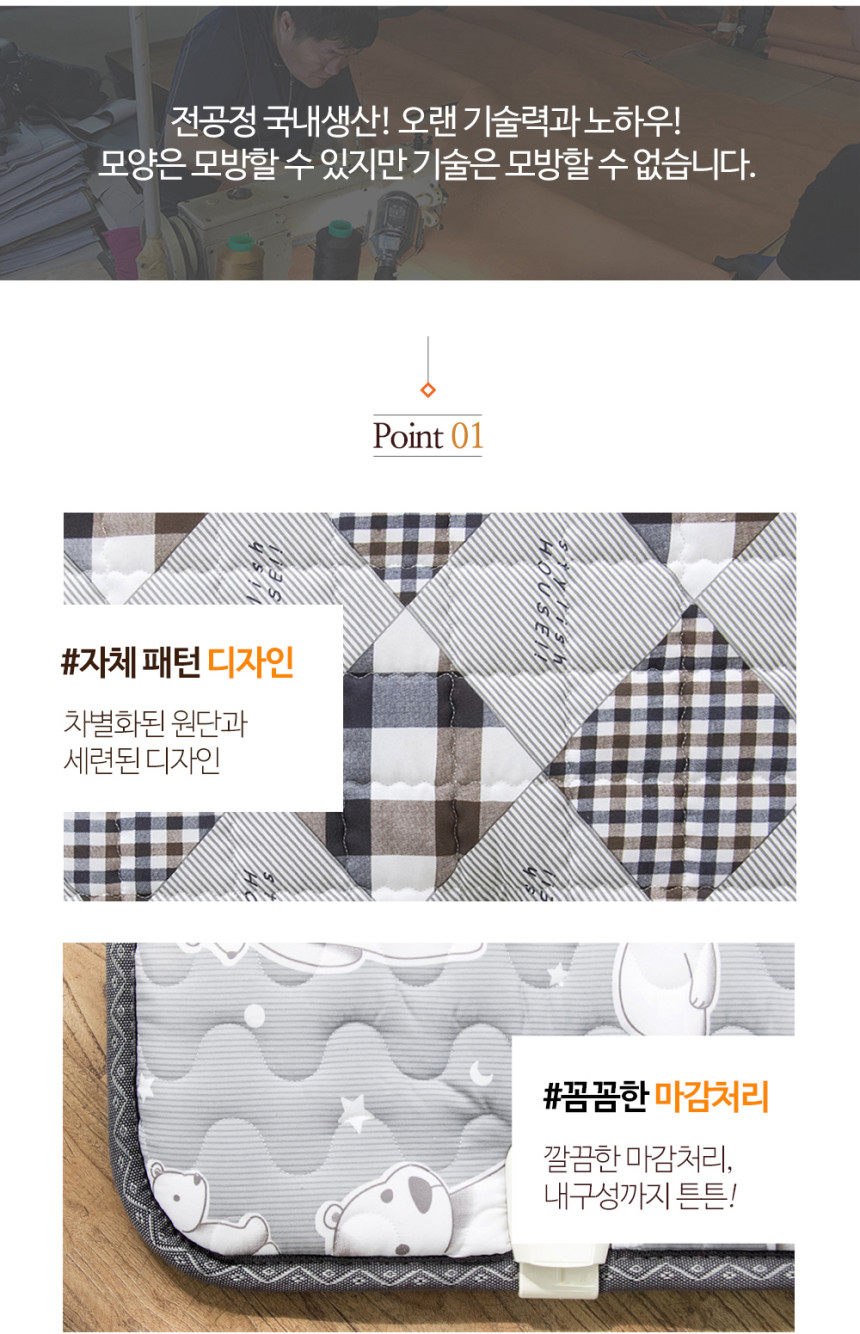 전공정 국내생산! 오랜 기술력과 노하우!
모양은 모방할 수 있지만 기술은 모방할 수 없습니다.
Point 01
stylish
HOUSE!
#자체 패턴 디자인
차별화된 원단과
세련된 디자인
#꼼꼼한 마감처리
깔끔한 마감처리,
내구성까지 튼튼!